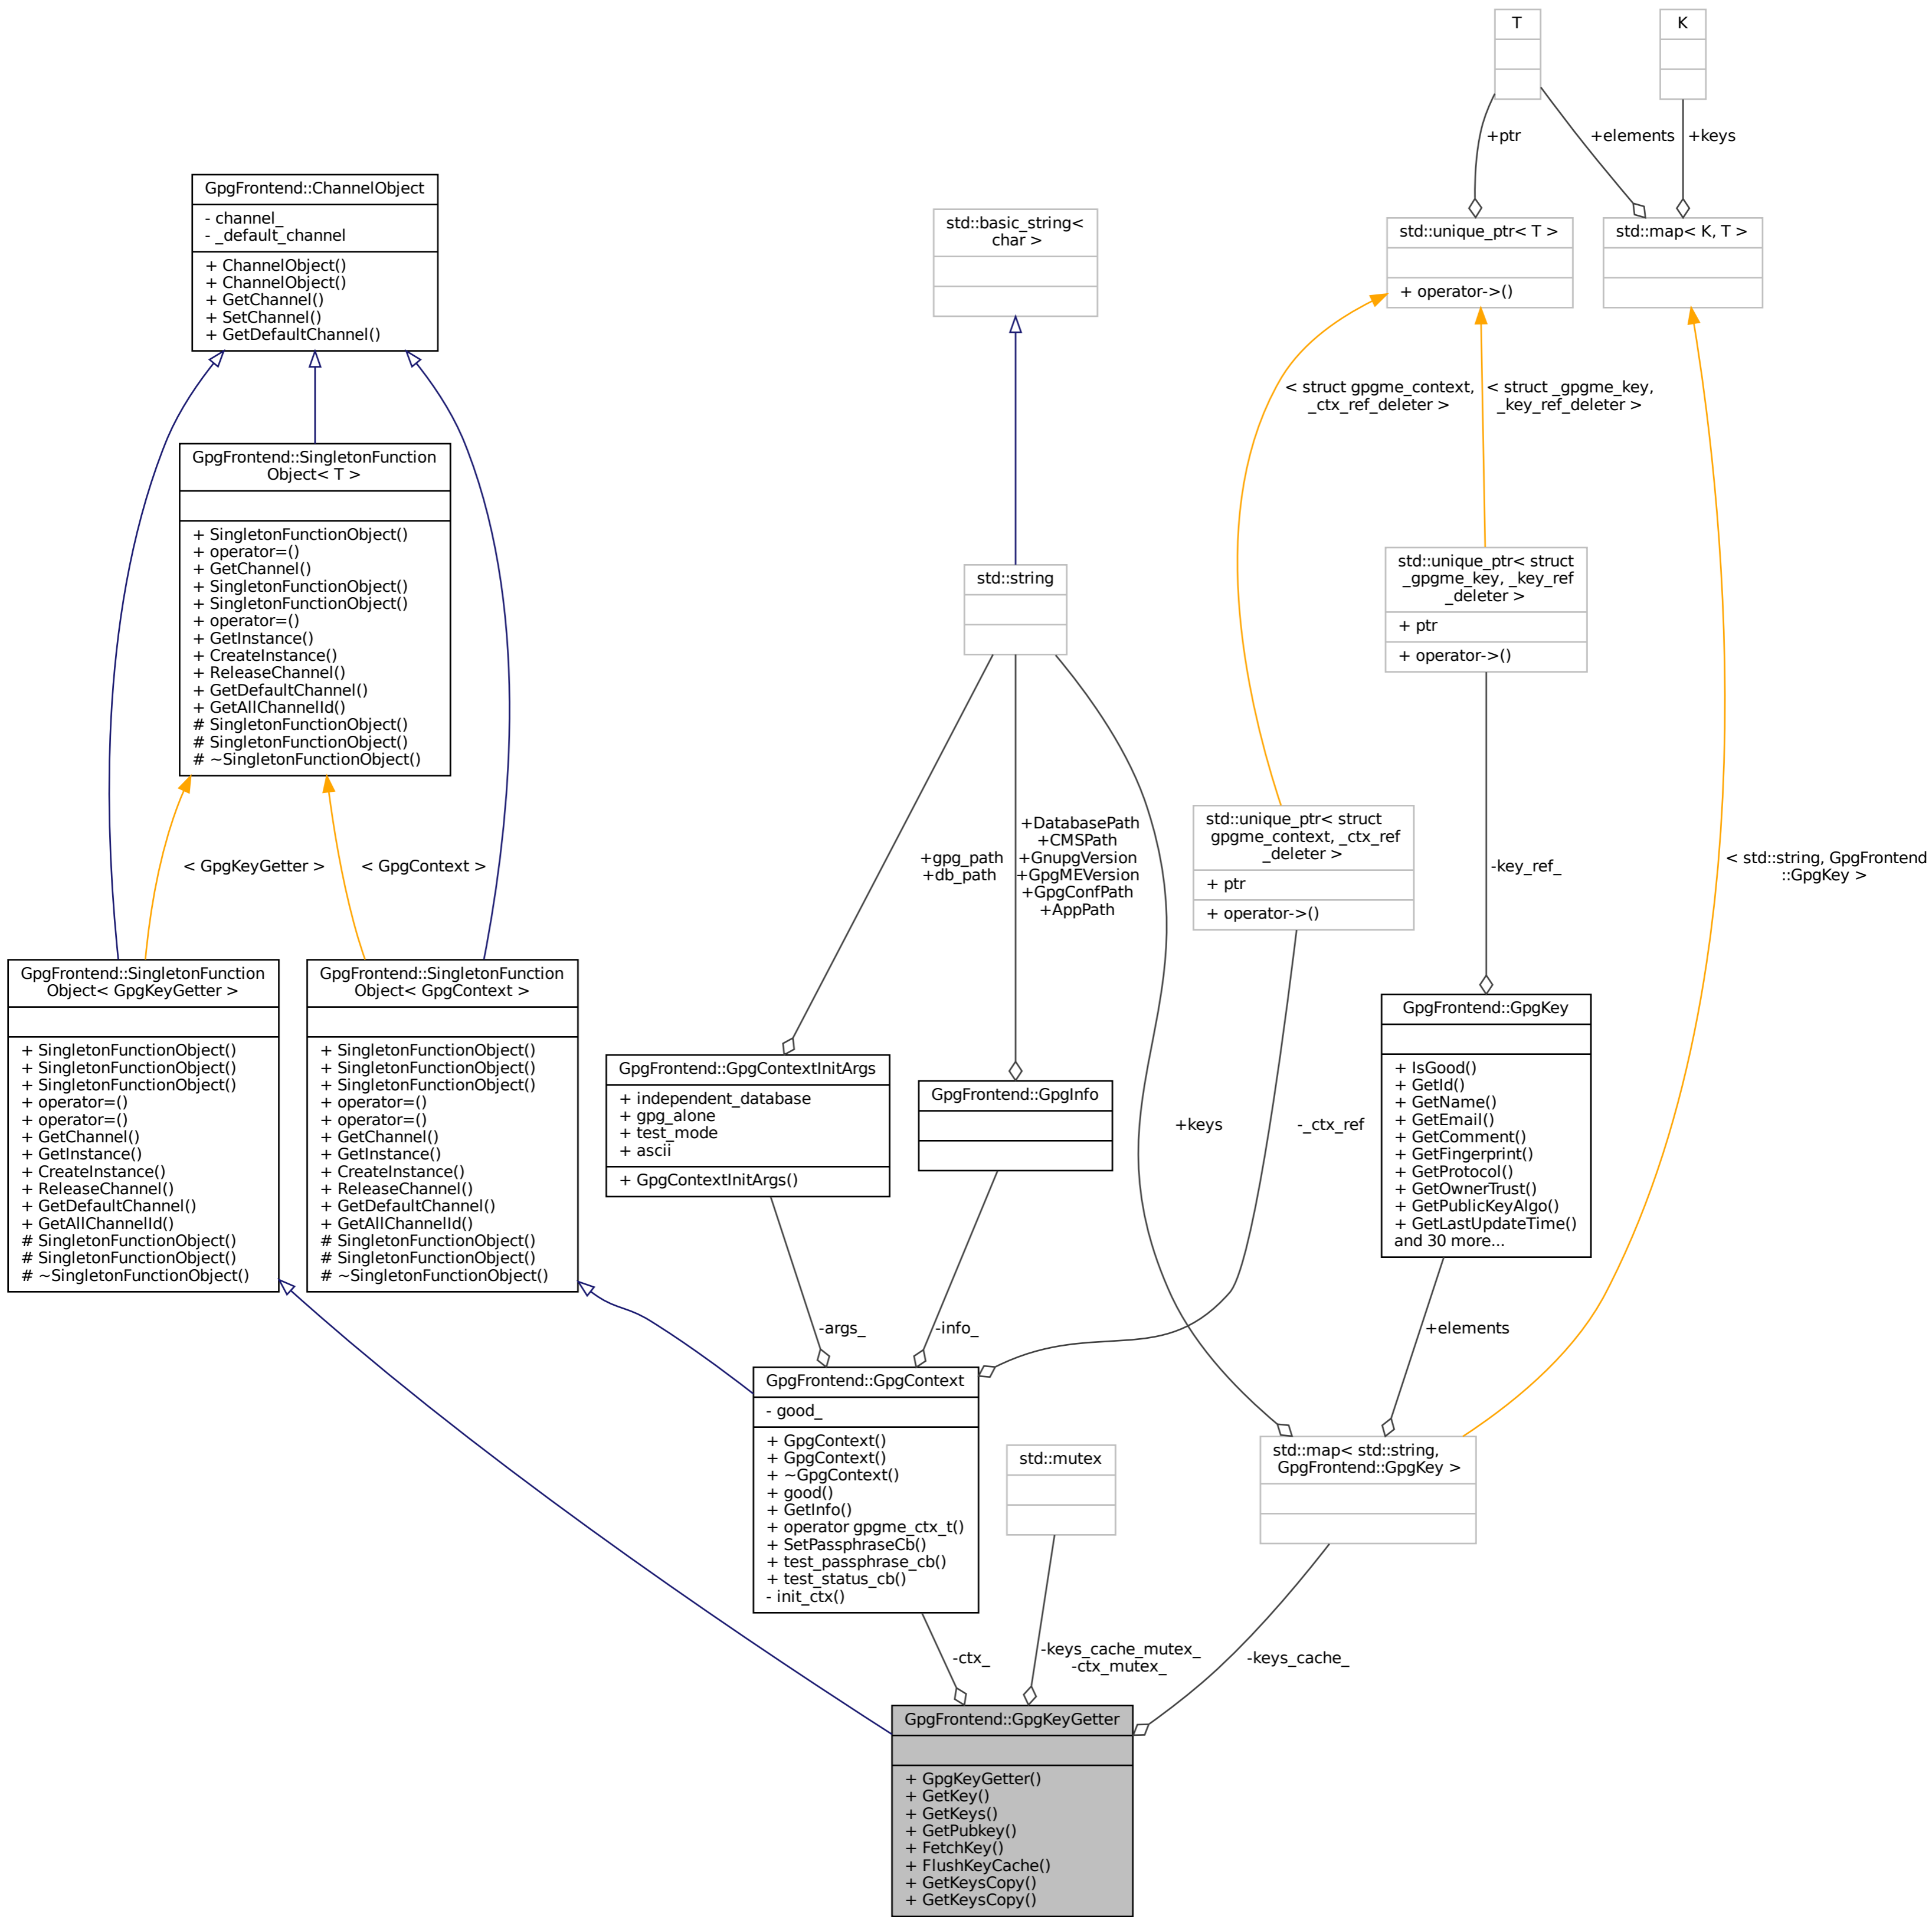 T
K
+ptr
+elements
+keys
GpgFrontend::ChannelObject
- channel_
- _default_channel
+ ChannelObject()
+ ChannelObject()
+ GetChannel()
+ SetChannel()
+ GetDefaultChannel()
std::basic_string<
char >
std::unique_ptr< T >
+ operator->()
std::map< K, T >
< struct gpgme_context,
_ctx_ref_deleter >
< struct _gpgme_key,
_key_ref_deleter >
GpgFrontend::SingletonFunction
Object< T >
+ SingletonFunctionObject()
+ operator=()
+ GetChannel()
+ SingletonFunctionObject()
+ SingletonFunctionObject()
+ operator=()
+ GetInstance()
+ CreateInstance()
+ ReleaseChannel()
+ GetDefaultChannel()
+ GetAllChannelId()
# SingletonFunctionObject()
# SingletonFunctionObject()
# ~SingletonFunctionObject()
std::string
std::unique_ptr< struct
_gpgme_key, _key_ref
_deleter >
+ ptr
+ operator->()
< GpgKeyGetter >
< GpgContext >
+gpg_path
+db_path
+DatabasePath
+CMSPath
+GnupgVersion
+GpgMEVersion
+GpgConfPath
+AppPath
std::unique_ptr< struct
gpgme_context, _ctx_ref
_deleter >
+ ptr
+ operator->()
-key_ref_
< std::string, GpgFrontend
::GpgKey >
GpgFrontend::SingletonFunction
Object< GpgKeyGetter >
+ SingletonFunctionObject()
+ SingletonFunctionObject()
+ SingletonFunctionObject()
+ operator=()
+ operator=()
+ GetChannel()
+ GetInstance()
+ CreateInstance()
+ ReleaseChannel()
+ GetDefaultChannel()
+ GetAllChannelId()
# SingletonFunctionObject()
# SingletonFunctionObject()
# ~SingletonFunctionObject()
GpgFrontend::SingletonFunction
Object< GpgContext >
+ SingletonFunctionObject()
+ SingletonFunctionObject()
+ SingletonFunctionObject()
+ operator=()
+ operator=()
+ GetChannel()
+ GetInstance()
+ CreateInstance()
+ ReleaseChannel()
+ GetDefaultChannel()
+ GetAllChannelId()
# SingletonFunctionObject()
# SingletonFunctionObject()
# ~SingletonFunctionObject()
GpgFrontend::GpgContextInitArgs
+ independent_database
+ gpg_alone
+ test_mode
+ ascii
+ GpgContextInitArgs()
GpgFrontend::GpgInfo
+keys
-_ctx_ref
GpgFrontend::GpgKey
+ IsGood()
+ GetId()
+ GetName()
+ GetEmail()
+ GetComment()
+ GetFingerprint()
+ GetProtocol()
+ GetOwnerTrust()
+ GetPublicKeyAlgo()
+ GetLastUpdateTime()
and 30 more...
-args_
-info_
+elements
GpgFrontend::GpgContext
- good_
+ GpgContext()
+ GpgContext()
+ ~GpgContext()
+ good()
+ GetInfo()
+ operator gpgme_ctx_t()
+ SetPassphraseCb()
+ test_passphrase_cb()
+ test_status_cb()
- init_ctx()
std::mutex
std::map< std::string,
GpgFrontend::GpgKey >
-ctx_
-keys_cache_mutex_
-ctx_mutex_
-keys_cache_
GpgFrontend::GpgKeyGetter
+ GpgKeyGetter()
+ GetKey()
+ GetKeys()
+ GetPubkey()
+ FetchKey()
+ FlushKeyCache()
+ GetKeysCopy()
+ GetKeysCopy()